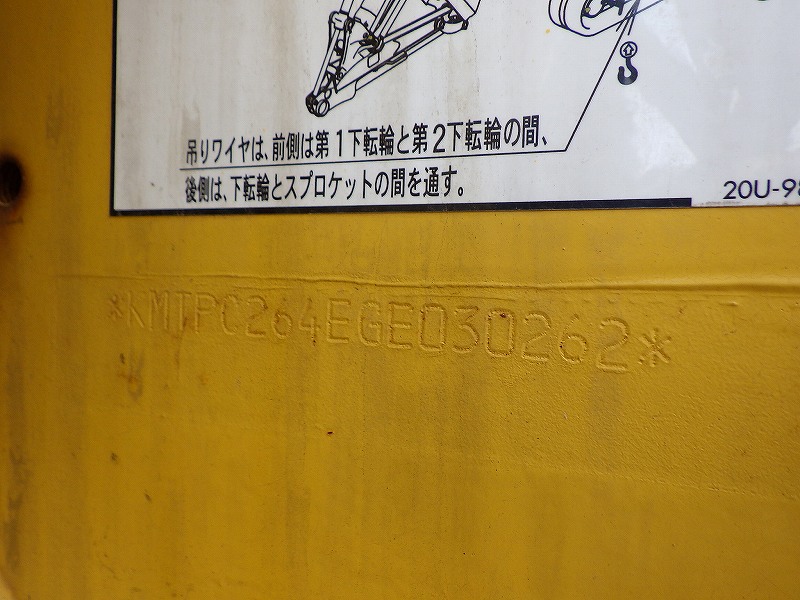 吊りワイヤは、前側は第1下転輪と第2下転輪の間、
後側は、下転輪とスプロケットの間を通す。
20U-98
*KMTPC264EGE030262*